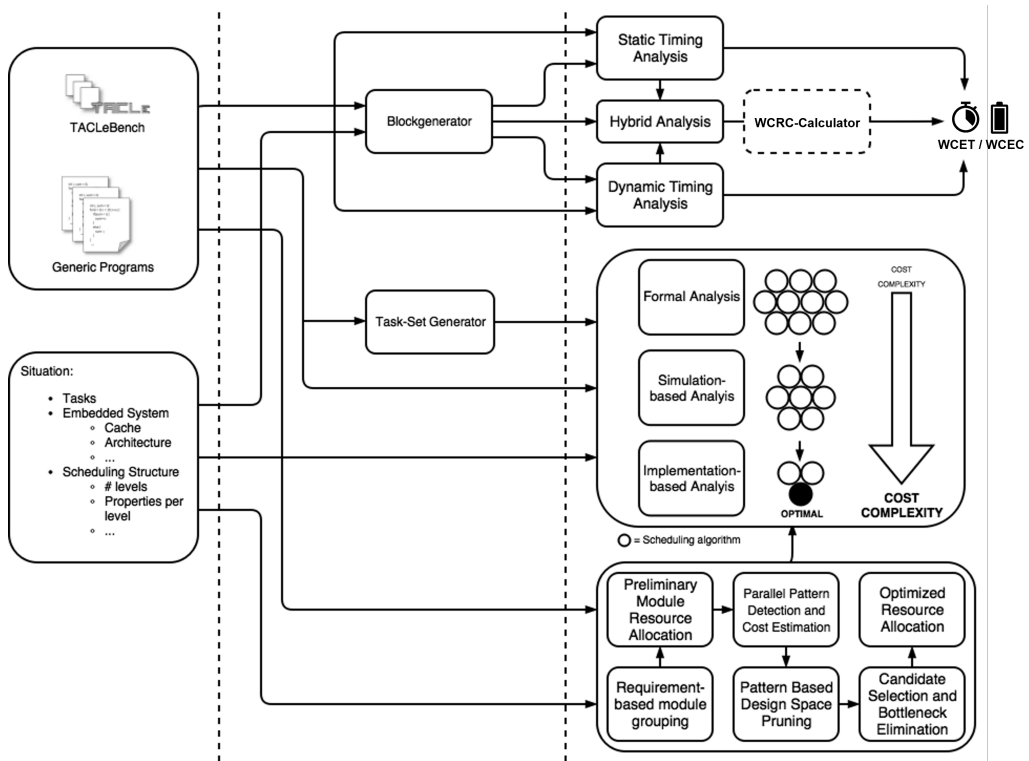 TACLe
TACLeBench
Generic Programs
Situation:
• Tasks
• Embedded System
◦ Cache
◦ Architecture
◦ ...
• Scheduling Structure
◦ # levels
◦ Properties per
level
◦ ...
Blockgenerator
Task-Set Generator
Static Timing
Analysis
Hybrid Analysis
Dynamic Timing
Analysis
WCRC-Calculator
WCET / WCEC
Formal Analysis
Simulation-
based Analyis
Implementation-
based Analyis
OPTIMAL
COST
COMPLEXITY
COST
COMPLEXITY
= Scheduling algorithm
Preliminary
Module
Resource
Allocation
Parallel Pattern
Detection and
Cost Estimation
Optimized
Resource
Allocation
Requirement-
based module
grouping
Pattern Based
Design Space
Pruning
Candidate
Selection and
Bottleneck
Elimination